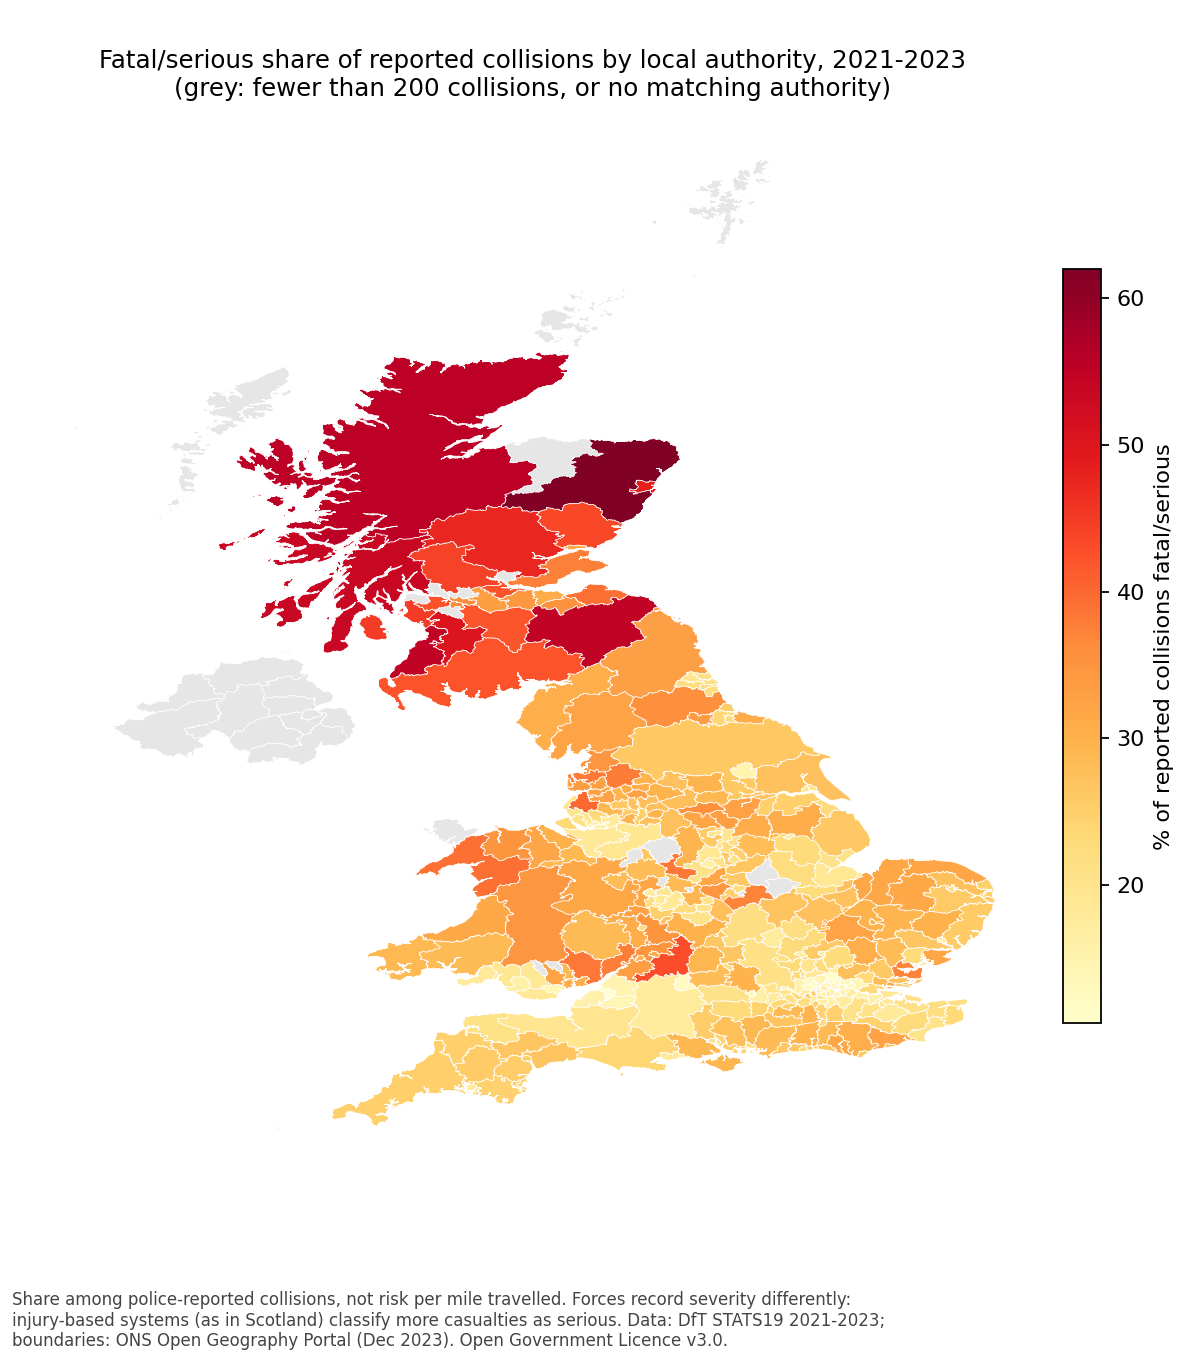 Fatal/serious share of reported collisions by local authority, 2021-2023
(grey: fewer than 200 collisions, or no matching authority)
60
50
40
30
20
% of reported collisions fatal/serious
Share among police-reported collisions, not risk per mile travelled. Forces record severity differently:
injury-based systems (as in Scotland) classify more casualties as serious. Data: DfT STATS19 2021-2023;
boundaries: ONS Open Geography Portal (Dec 2023). Open Government Licence v3.0.